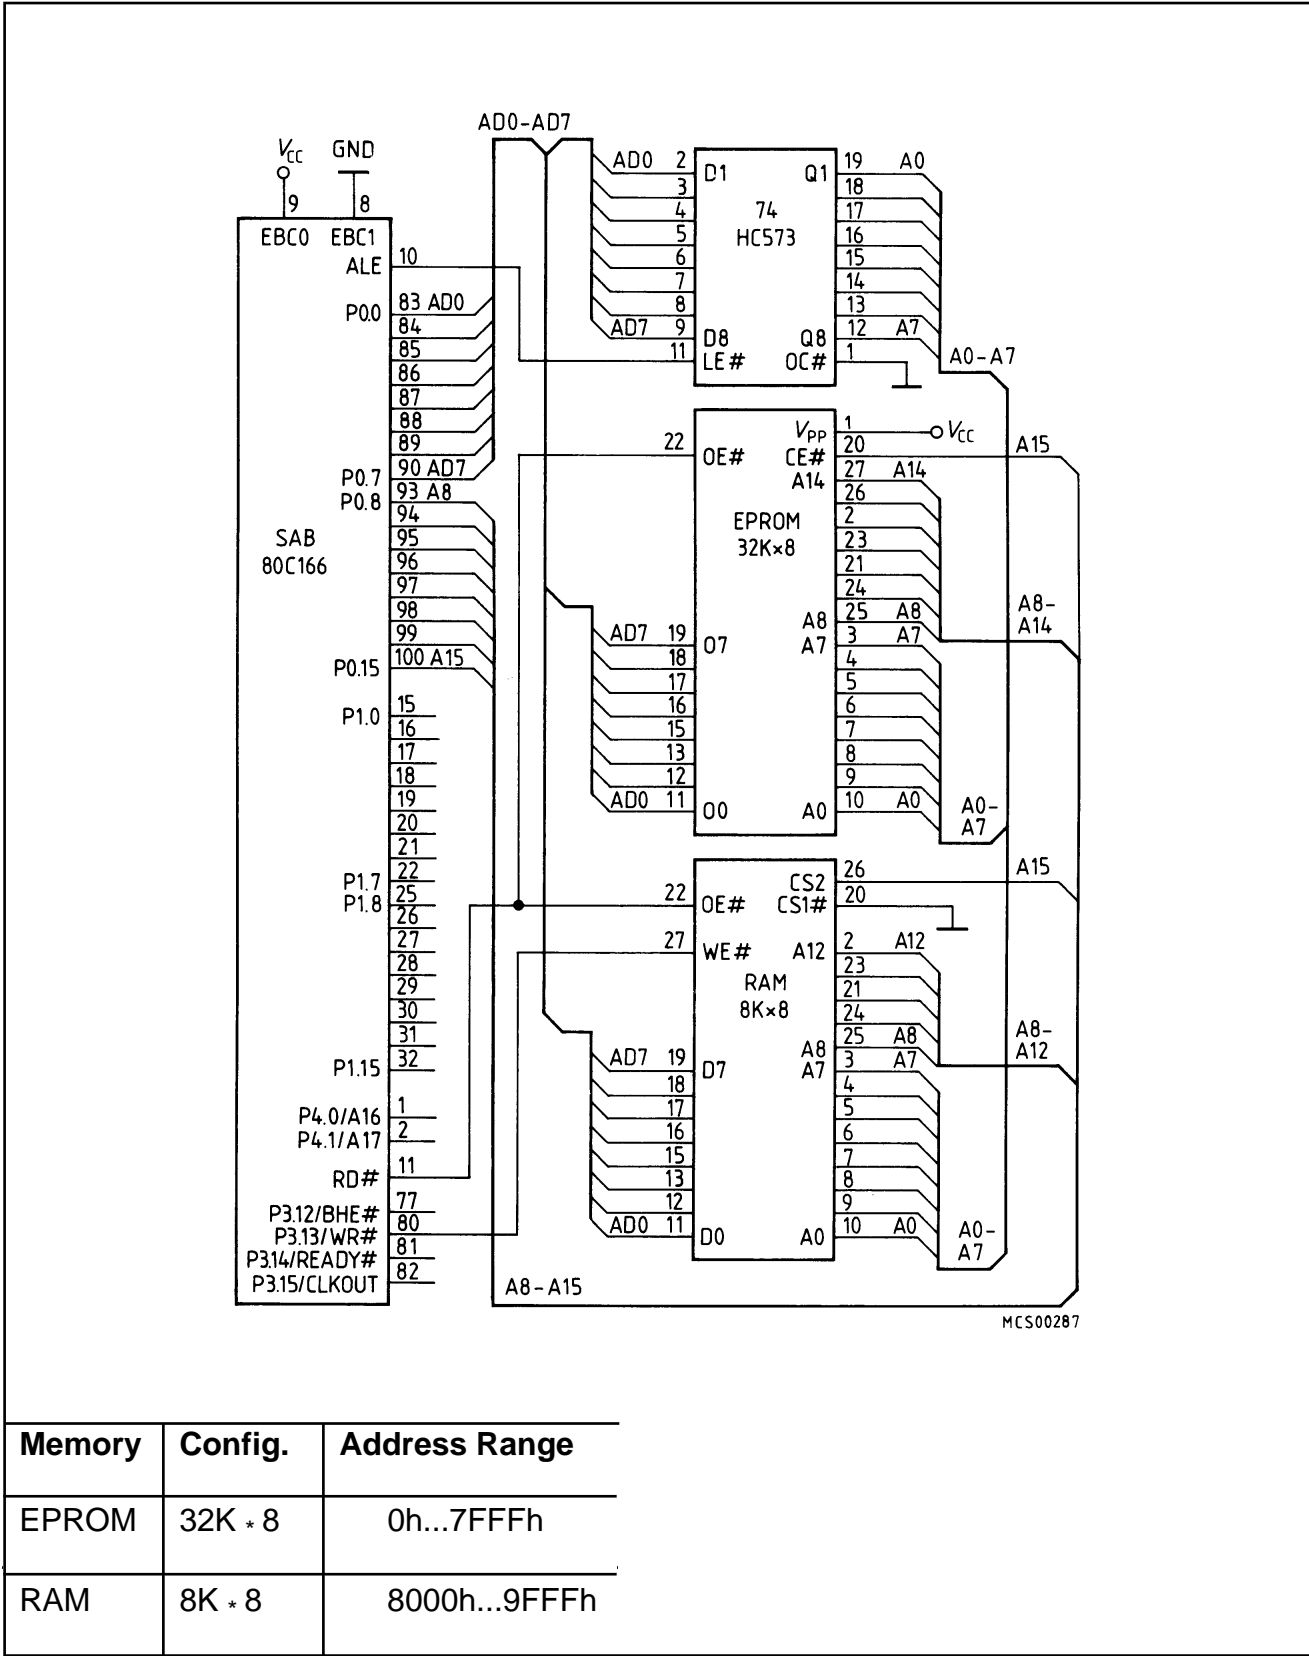 AD0-AD7
VCC GND
9 8
EBC0 EBC1
ALE 10
P0.0 83 AD0
84
85
86
87
88
89
P0.7 90 AD7
P0.8 93 A8
94
95
96
97
98
99
P0.15 100 A15
SAB
80C166
P1.0 15
16
17
18
19
20
21
P1.7 22
P1.8 25
26
27
28
29
30
31
P1.15 32
P4.0/A16 1
P4.1/A17 2
RD# 11
P3.12/BHE# 77
P3.13/WR# 80
P3.14/READY# 81
P3.15/CLKOUT 82
A8-A15
AD0 2 D1 Q1 19 A0
3 18
4 74 17
5 HC573 16
6 15
7 14
8 13
AD7 9 D8 Q8 12 A7
11 LE# OC# 1
A0-A7
VPP 1 VCC
22 OE# CE# 20 A15
A14 27 A14
26
EPROM 2
32K×8 23
21
24
A8 25 A8
A8-
A14
AD7 19 O7 A7 3 A7
18 4
17 5
16 6
15 7
13 8
12 9
AD0 11 O0 A0 10 A0
A0-
A7
CS2 26 A15
22 OE# CS1# 20
27 WE# A12 2 A12
23
RAM 21
8K×8 24
A8 25 A8
A8-
A12
AD7 19 D7 A7 3 A7
18 4
17 5
16 6
15 7
13 8
12 9
AD0 11 D0 A0 10 A0
A0-
A7
MCS00287
Memory Config. Address Range
EPROM 32K * 8 0h...7FFFh
RAM 8K * 8 8000h...9FFFh